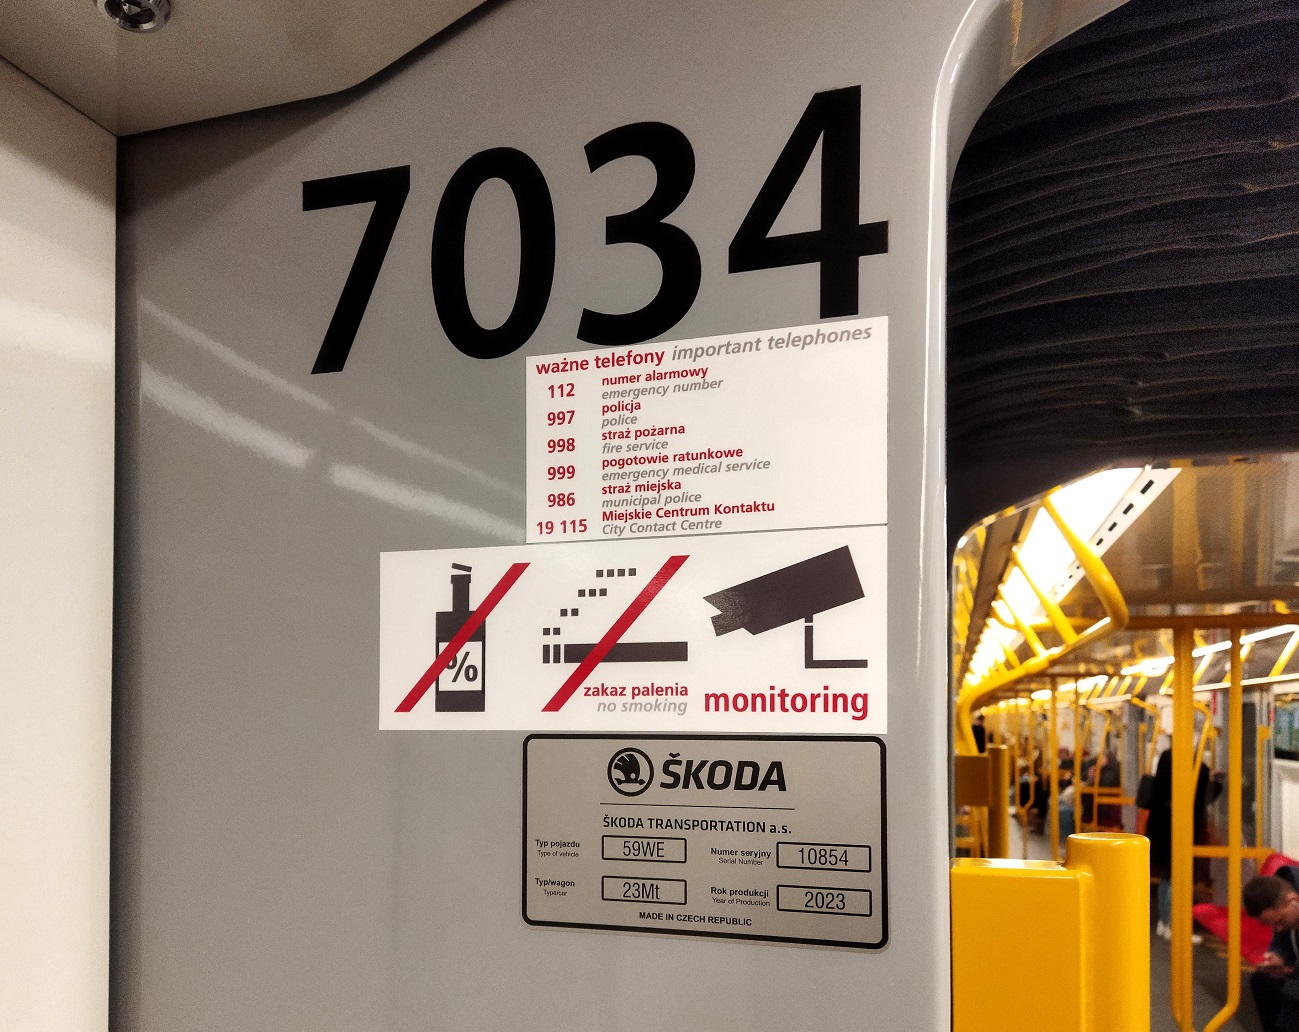 7034
ważne telefony important telephones
112 numer alarmowy
emergency number
997 policja
police
998 straż pożarna
fire service
999 pogotowie ratunkowe
emergency medical service
986 straż miejska
municipal police
19 115 Miejskie Centrum Kontaktu
City Contact Centre
%
zakaz palenia
no smoking
monitoring
ŠKODA
ŠKODA TRANSPORTATION a.s.
Typ pojazdu 59WE Numer seryjny 10854
Type of vehicle Serial Number
Typ/wagon 23Mt Rok produkcji 2023
Type/car Year of Production
MADE IN CZECH REPUBLIC